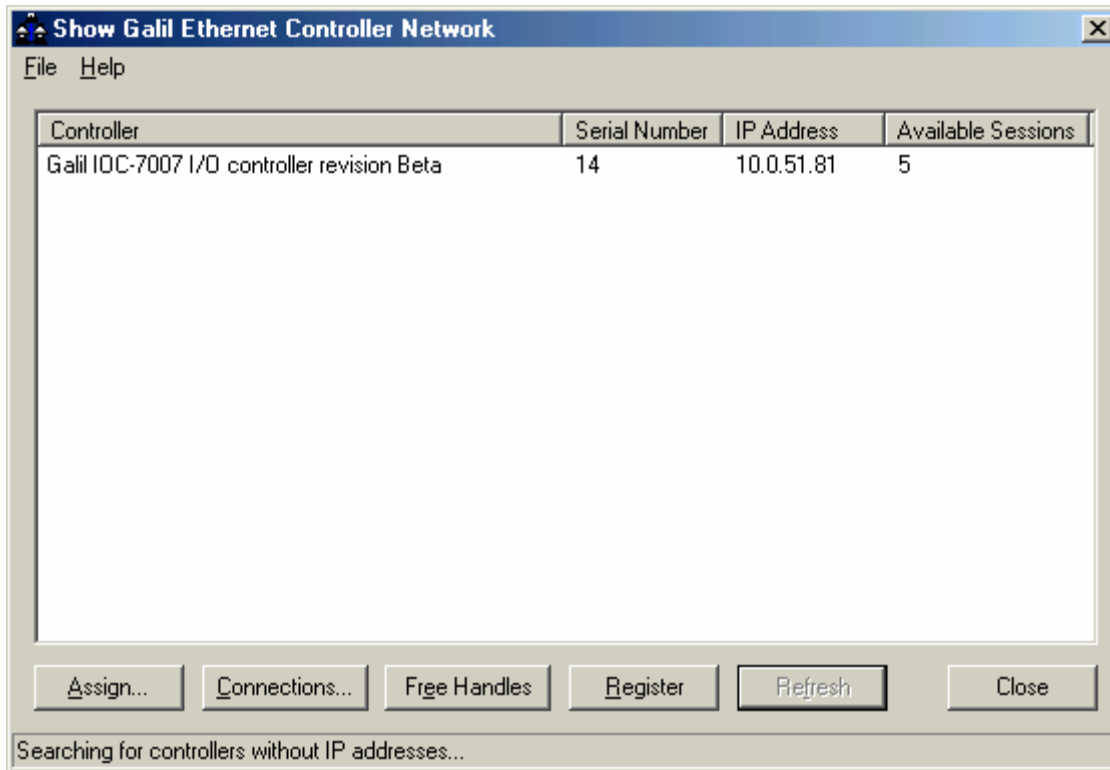 Show Galil Ethernet Controller Network
File Help
Controller Serial Number IP Address Available Sessions
Galil IOC-7007 I/O controller revision Beta 14 10.0.51.81 5
Assign... Connections... Free Handles Register Refresh Close
Searching for controllers without IP addresses...